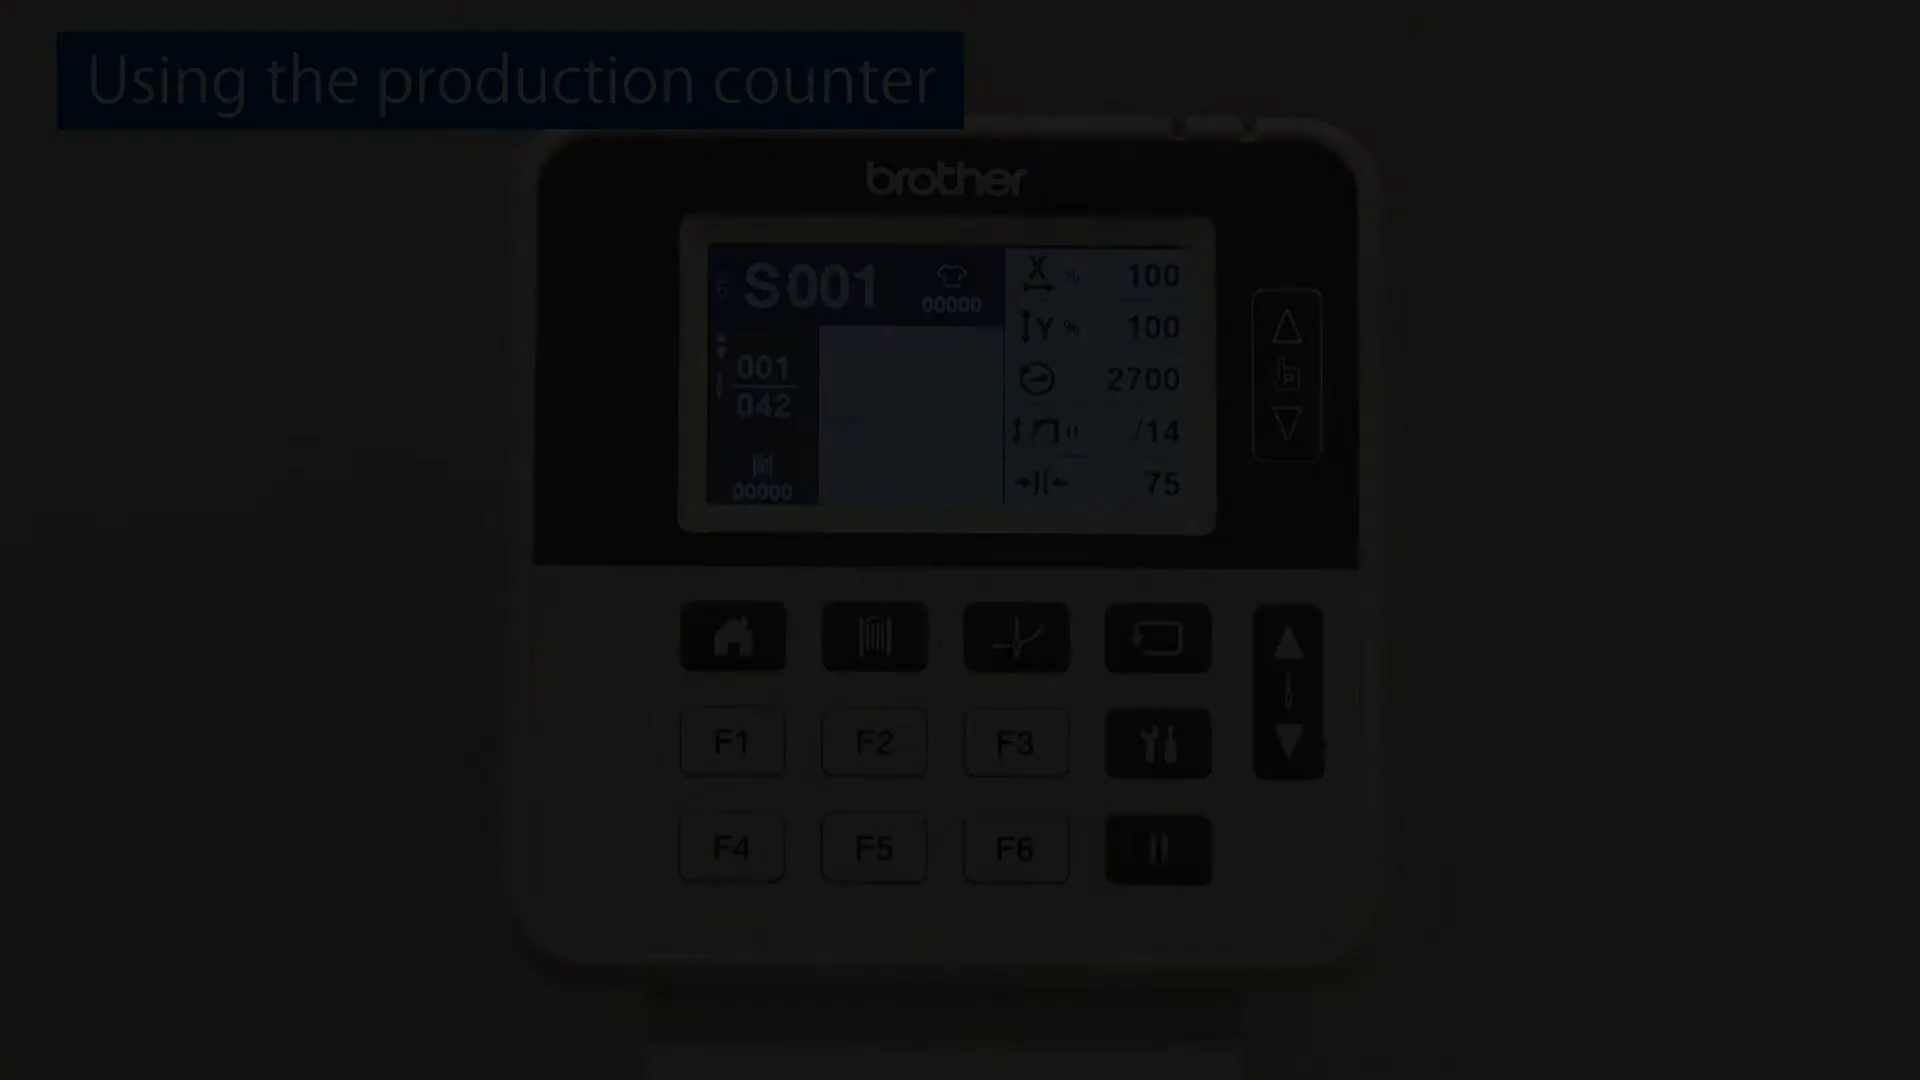 Using the production counter
brother
S001
00000
X % 100
Y % 100
001
042
2700
/14
00000
75
P
F1 F2 F3
F4 F5 F6